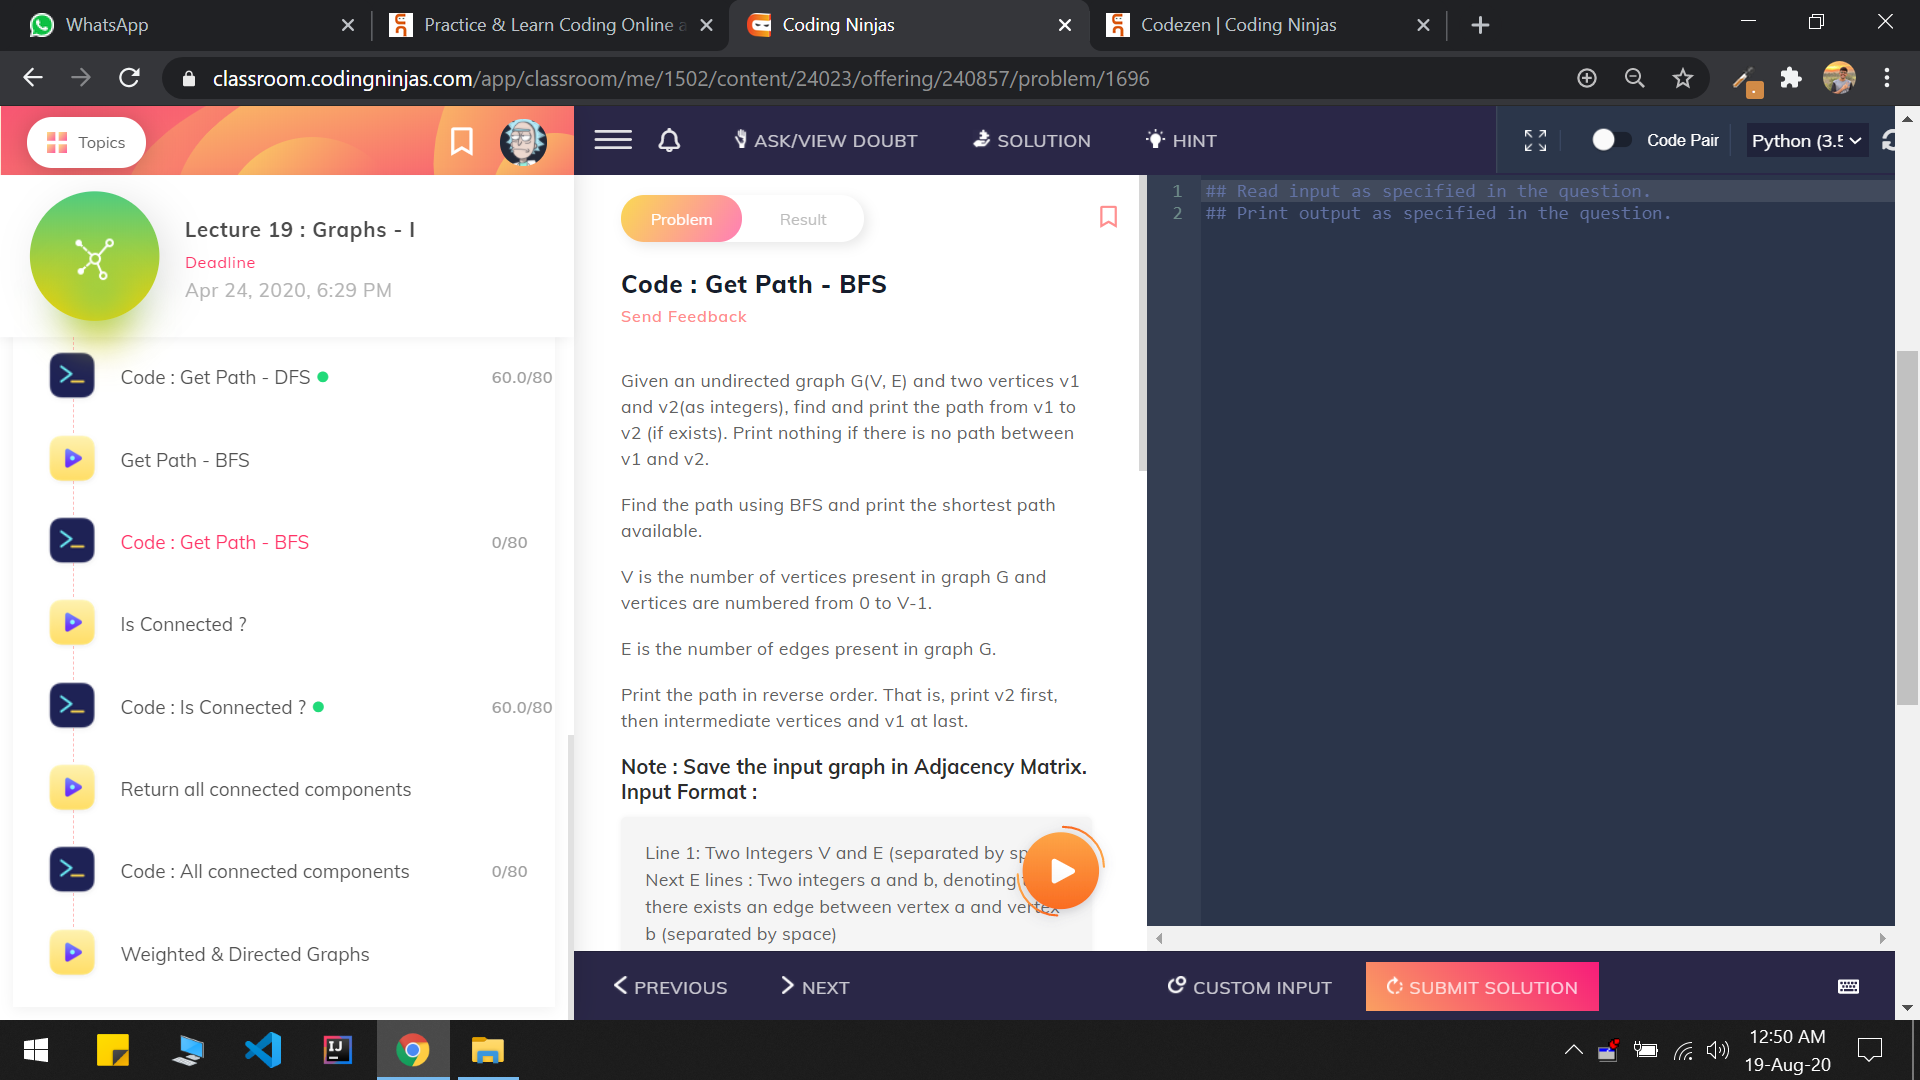 WhatsApp
Practice & Learn Coding Online a
Coding Ninjas
Codezen | Coding Ninjas
classroom.codingninjas.com/app/classroom/me/1502/content/24023/offering/240857/problem/1696
Topics
ASK/VIEW DOUBT
SOLUTION
HINT
Code Pair
Python (3.5
Lecture 19 : Graphs - I
Deadline
Apr 24, 2020, 6:29 PM
Code : Get Path - DFS
60.0/80
Get Path - BFS
Code : Get Path - BFS
0/80
Is Connected ?
Code : Is Connected ?
60.0/80
Return all connected components
Code : All connected components
0/80
Weighted & Directed Graphs
Problem
Result
Code : Get Path - BFS
Send Feedback
Given an undirected graph G(V, E) and two vertices v1
and v2(as integers), find and print the path from v1 to
v2 (if exists). Print nothing if there is no path between
v1 and v2.
Find the path using BFS and print the shortest path
available.
V is the number of vertices present in graph G and
vertices are numbered from 0 to V-1.
E is the number of edges present in graph G.
Print the path in reverse order. That is, print v2 first,
then intermediate vertices and v1 at last.
Note : Save the input graph in Adjacency Matrix.
Input Format :
Line 1: Two Integers V and E (separated by sp
Next E lines : Two integers a and b, denoting
there exists an edge between vertex a and vertex
b (separated by space)
1 ## Read input as specified in the question.
2 ## Print output as specified in the question.
PREVIOUS
NEXT
CUSTOM INPUT
SUBMIT SOLUTION
IJ
12:50 AM
19-Aug-20